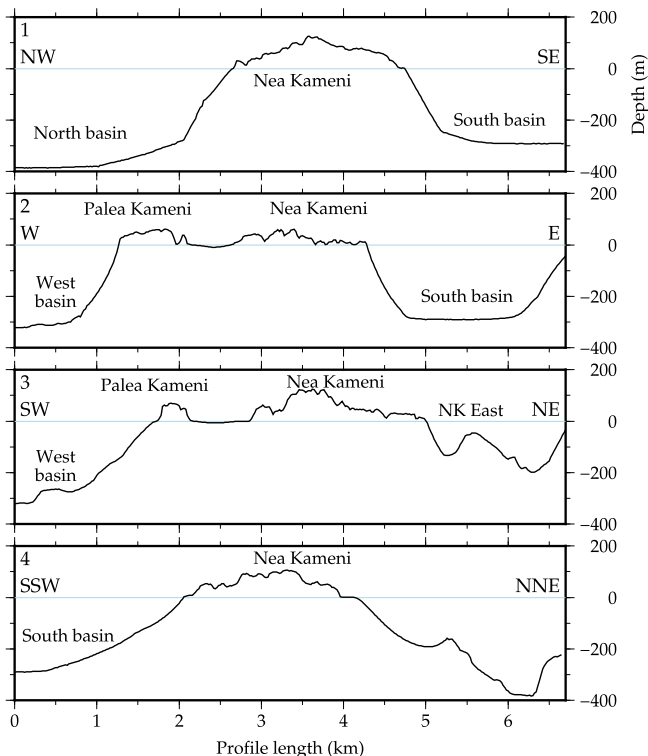 1
NW
SE
Nea Kameni
North basin
South basin
200
0
−200
−400
Depth (m)
2
W
E
Palea Kameni
Nea Kameni
West
basin
South basin
200
0
−200
−400
3
SW
NE
Palea Kameni
Nea Kameni
NK East
West
basin
200
0
−200
−400
4
SSW
NNE
Nea Kameni
South basin
200
0
−200
−400
0 1 2 3 4 5 6
Profile length (km)